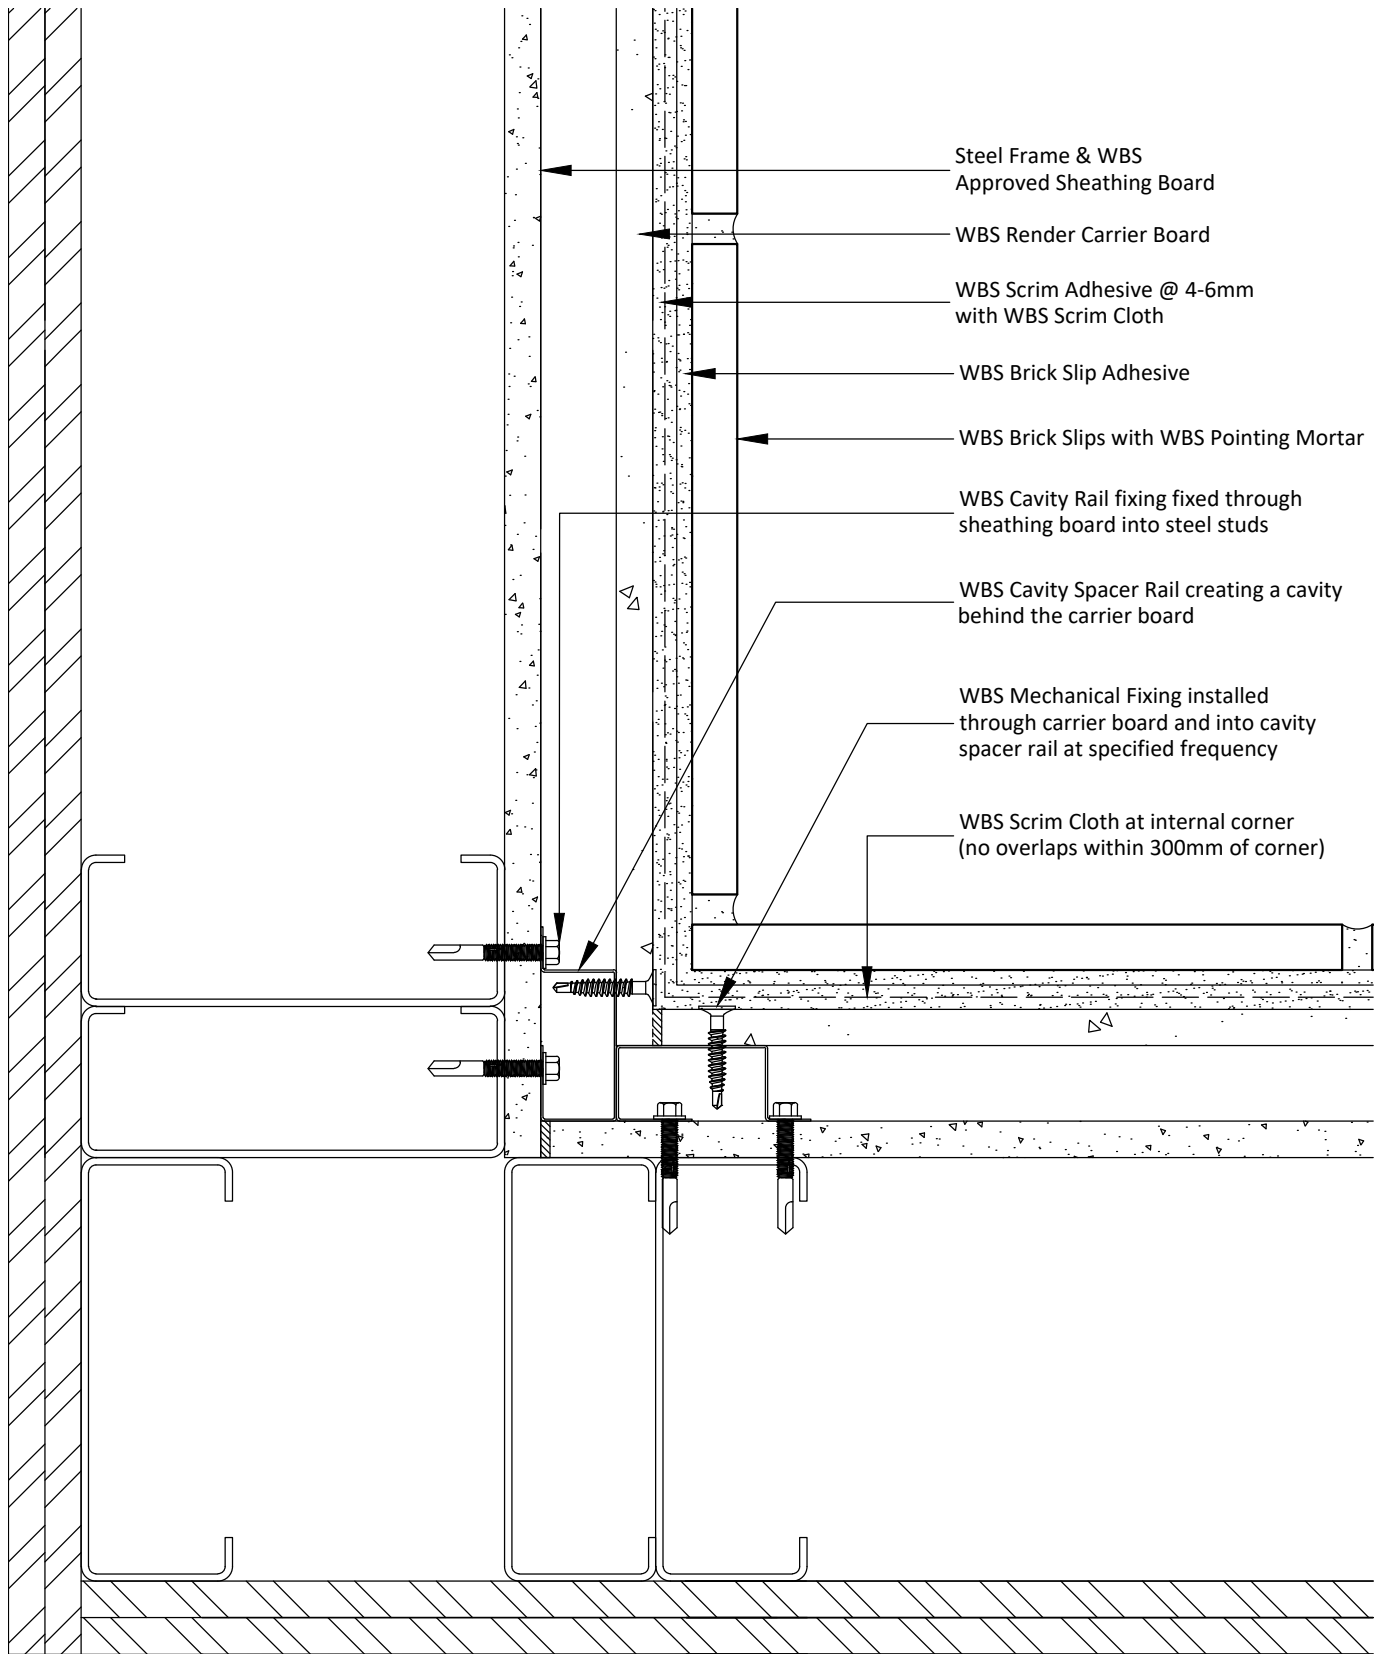 Steel Frame & WBS
Approved Sheathing Board
WBS Render Carrier Board
WBS Scrim Adhesive @ 4-6mm
with WBS Scrim Cloth
WBS Brick Slip Adhesive
WBS Brick Slips with WBS Pointing Mortar
WBS Cavity Rail fixing fixed through
sheathing board into steel studs
WBS Cavity Spacer Rail creating a cavity
behind the carrier board
WBS Mechanical Fixing installed
through carrier board and into cavity
spacer rail at specified frequency
WBS Scrim Cloth at internal corner
(no overlaps within 300mm of corner)